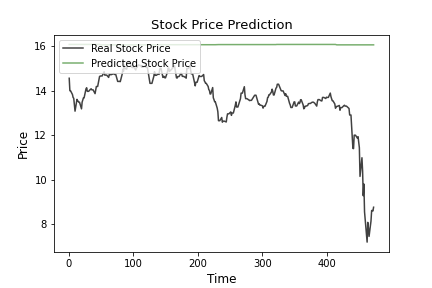 Stock Price Prediction
Real Stock Price
Predicted Stock Price
Price
16
14
12
10
8
0 100 200 300 400
Time